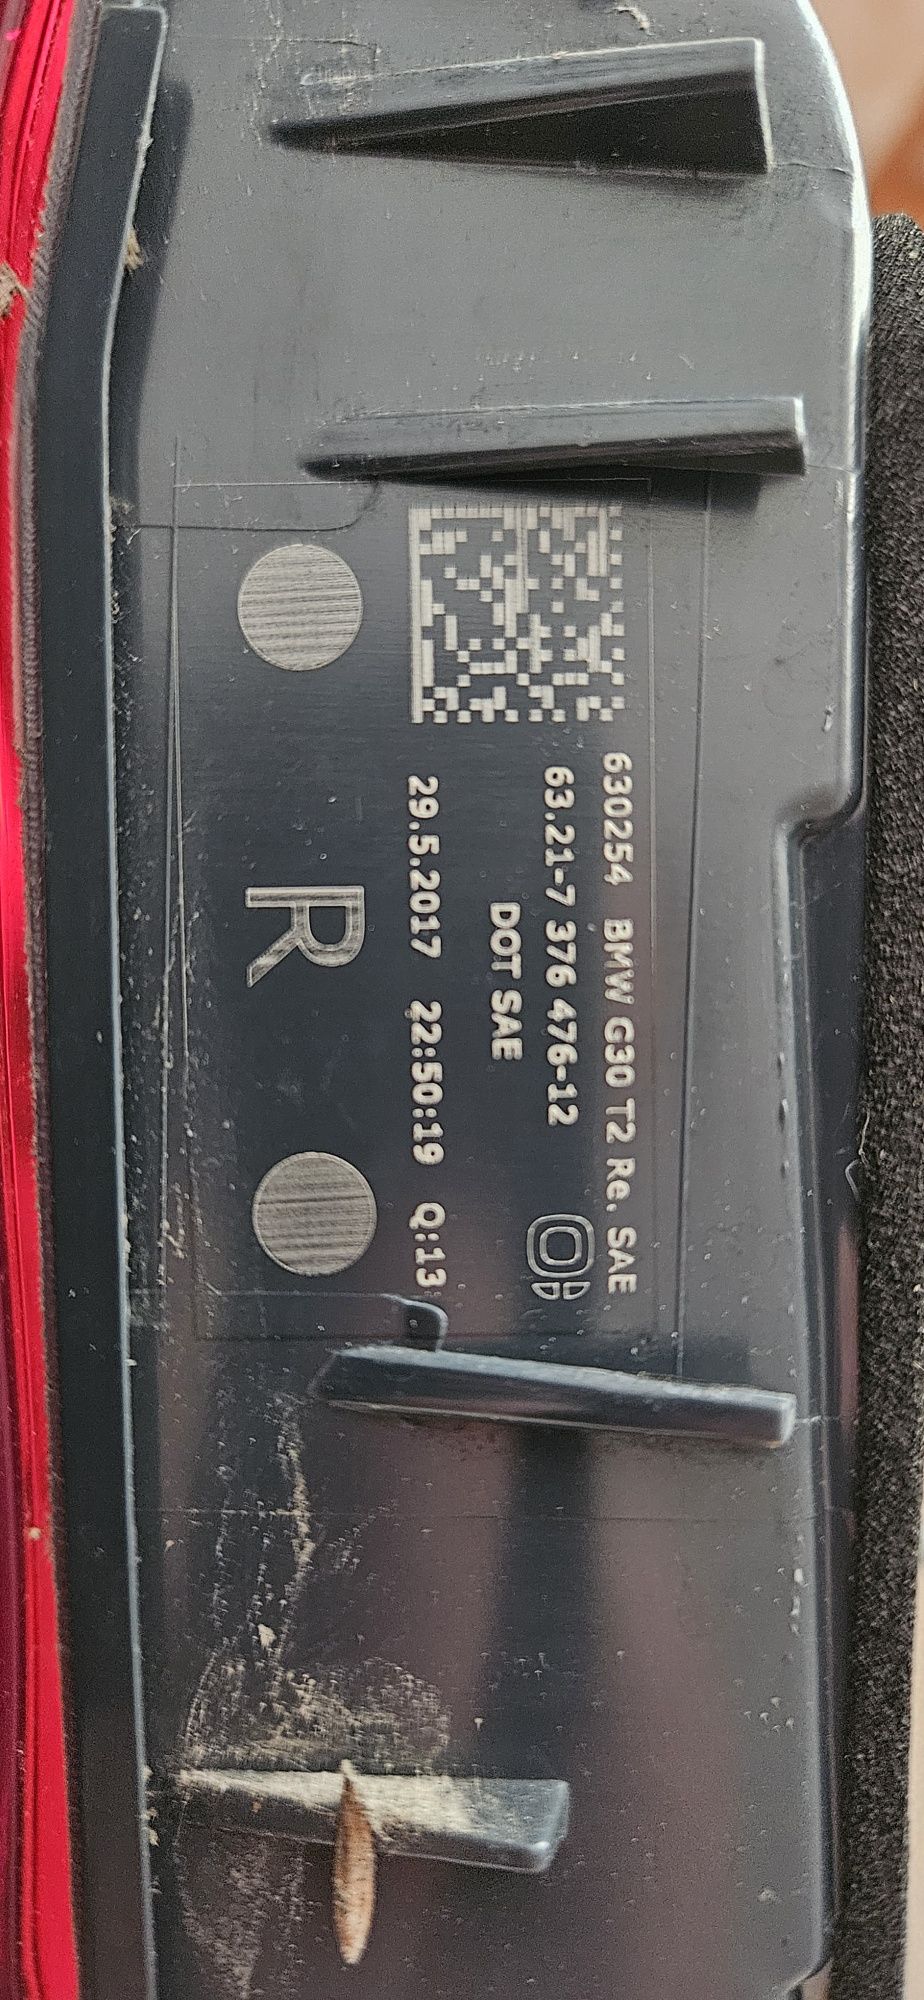 630254 BMW G30 T2 Re. SAE
63.21-7 376 476-12
DOT SAE
29.5.2017 22:50:19 Q:13
R